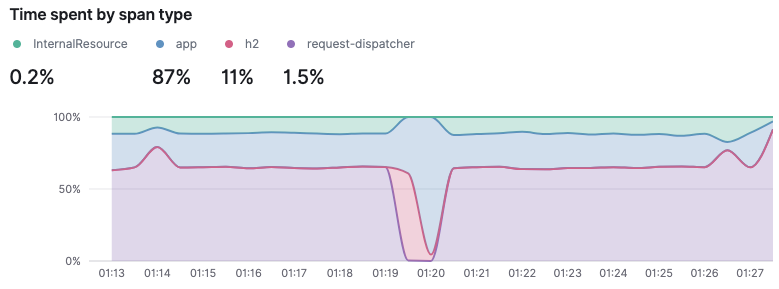 Time spent by span type
InternalResource app h2 request-dispatcher
0.2% 87% 11% 1.5%
100%
50%
0%
01:13 01:14 01:15 01:16 01:17 01:18 01:19 01:20 01:21 01:22 01:23 01:24 01:25 01:26 01:27